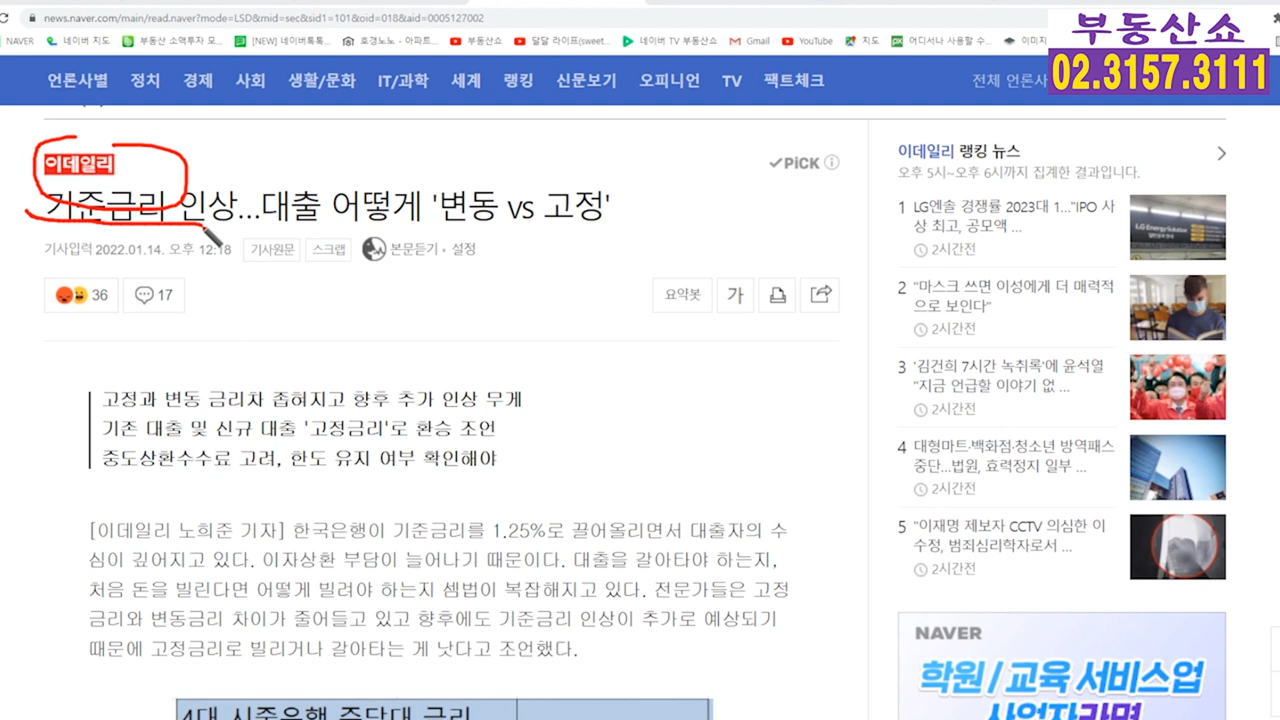 news.naver.com/main/read.naver?mode=LSD&mid=sec&sid1=101&oid=018&aid=0005127002
부동산쇼
02.3157.3111
NAVER 네이버 지도 부동산 소액투자 모... [NEW] 네이버톡톡... 호갱노노 - 아파트... 부동산쇼 달달 라이프(sweet... 네이버 TV 부동산쇼 Gmail YouTube 지도 어디서나 사용할 수... 이미지
언론사별 정치 경제 사회 생활/문화 IT/과학 세계 랭킹 신문보기 오피니언 TV 팩트체크 전체 언론사
이데일리
PiCK
기준금리 인상...대출 어떻게 '변동 vs 고정'
기사입력 2022.01.14. 오후 12:18 기사원문 스크랩 본문듣기 · 설정
36 17 요약봇 가
고정과 변동 금리차 좁혀지고 향후 추가 인상 무게
기존 대출 및 신규 대출 '고정금리'로 환승 조언
중도상환수수료 고려, 한도 유지 여부 확인해야
[이데일리 노희준 기자] 한국은행이 기준금리를 1.25%로 끌어올리면서 대출자의 수
심이 깊어지고 있다. 이자상환 부담이 늘어나기 때문이다. 대출을 갈아타야 하는지,
처음 돈을 빌린다면 어떻게 빌려야 하는지 셈법이 복잡해지고 있다. 전문가들은 고정
금리와 변동금리 차이가 줄어들고 있고 향후에도 기준금리 인상이 추가로 예상되기
때문에 고정금리로 빌리거나 갈아타는 게 낫다고 조언했다.
4대 시중은행 주담대 금리
이데일리 랭킹 뉴스
오후 5시~오후 6시까지 집계한 결과입니다.
1 LG엔솔 경쟁률 2023대 1..."IPO 사
상 최고, 공모액 ...
2시간전
LG Energy Solution
2 "마스크 쓰면 이성에게 더 매력적
으로 보인다"
2시간전
3 '김건희 7시간 녹취록'에 윤석열
"지금 언급할 이야기 없 ...
2시간전
4 대형마트·백화점·청소년 방역패스
중단...법원, 효력정지 일부 ...
2시간전
5 "이재명 제보자 CCTV 의심한 이
수정, 범죄심리학자로서 ...
2시간전
NAVER
학원/교육 서비스업
사업자라면